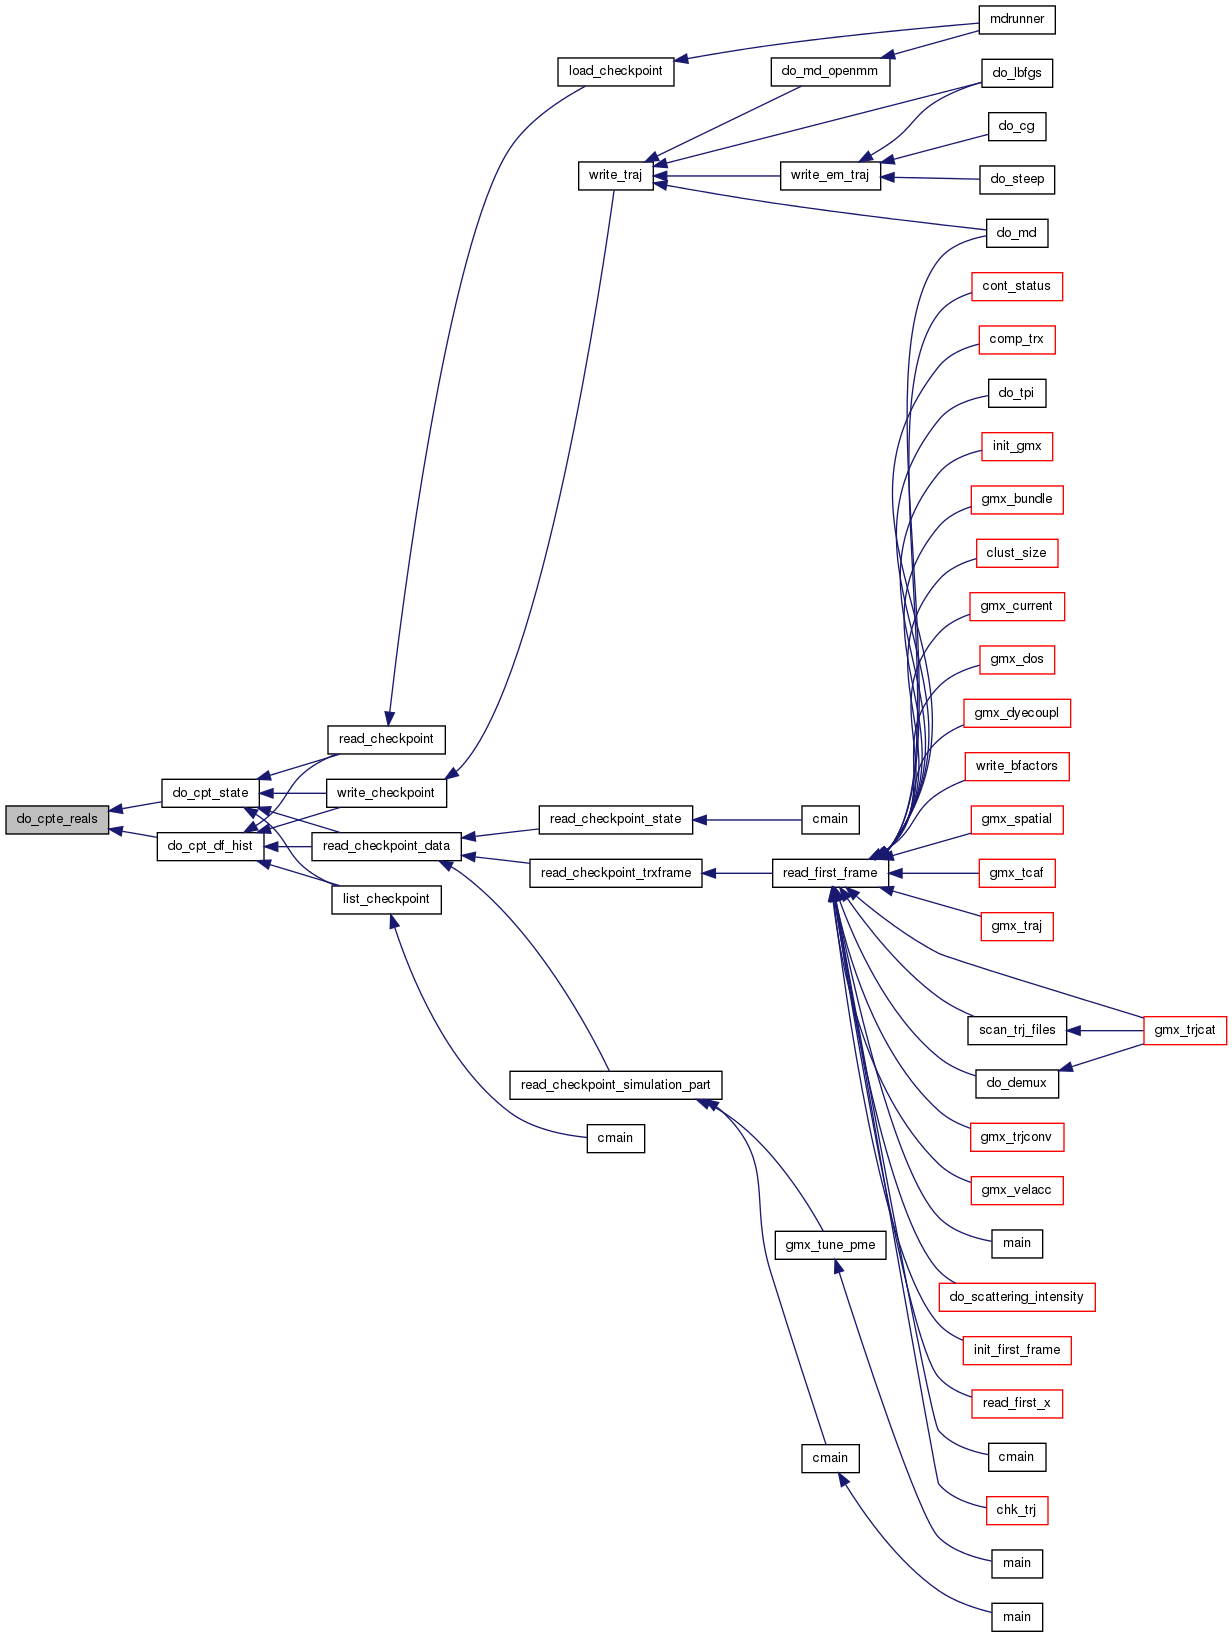 mdrunner
load_checkpoint
do_md_openmm
do_lbfgs
do_cg
write_traj
write_em_traj
do_steep
do_md
cont_status
comp_trx
do_tpi
init_gmx
gmx_bundle
clust_size
gmx_current
gmx_dos
gmx_dyecoupl
read_checkpoint
write_bfactors
do_cpt_state
write_checkpoint
do_cpte_reals
read_checkpoint_state
cmain
gmx_spatial
do_cpt_df_hist
read_checkpoint_data
read_checkpoint_trxframe
read_first_frame
gmx_tcaf
list_checkpoint
gmx_traj
scan_trj_files
gmx_trjcat
read_checkpoint_simulation_part
do_demux
cmain
gmx_trjconv
gmx_velacc
gmx_tune_pme
main
do_scattering_intensity
init_first_frame
read_first_x
cmain
cmain
chk_trj
main
main